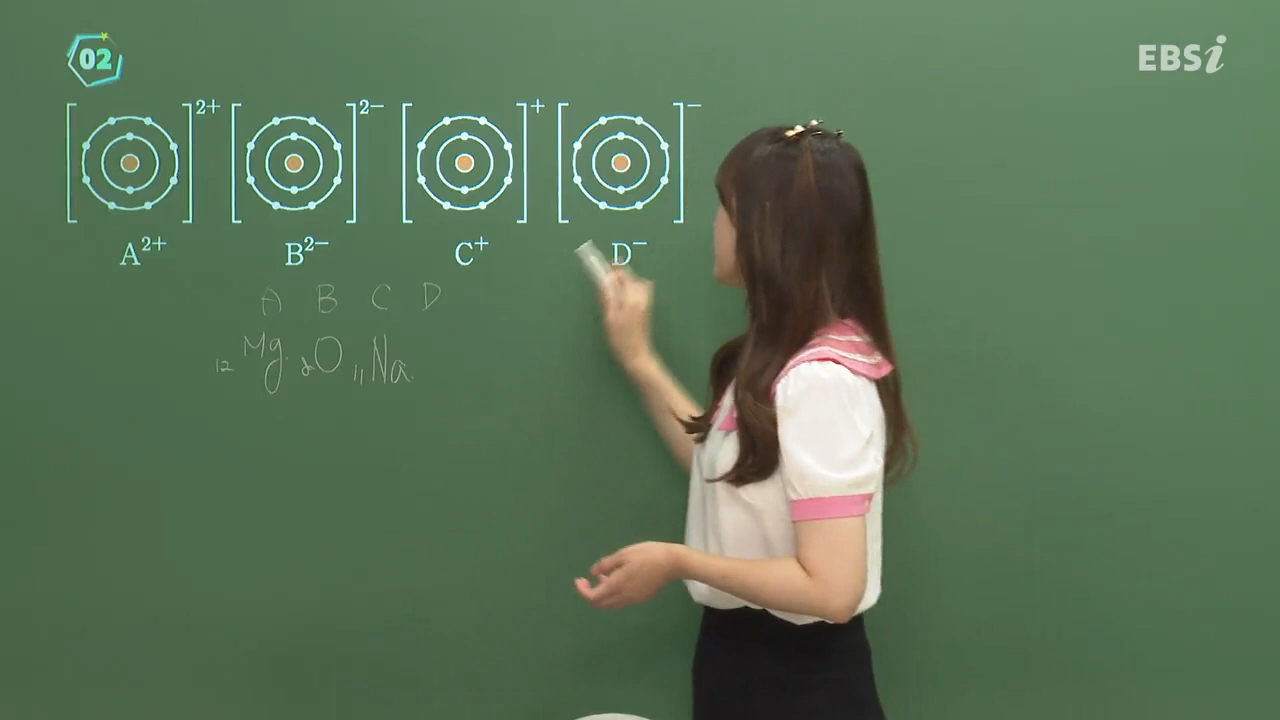 02
EBSi
2+ 2− + −
A²⁺ B²⁻ C⁺ D⁻
A B C D
₁₂Mg ₈O ₁₁Na